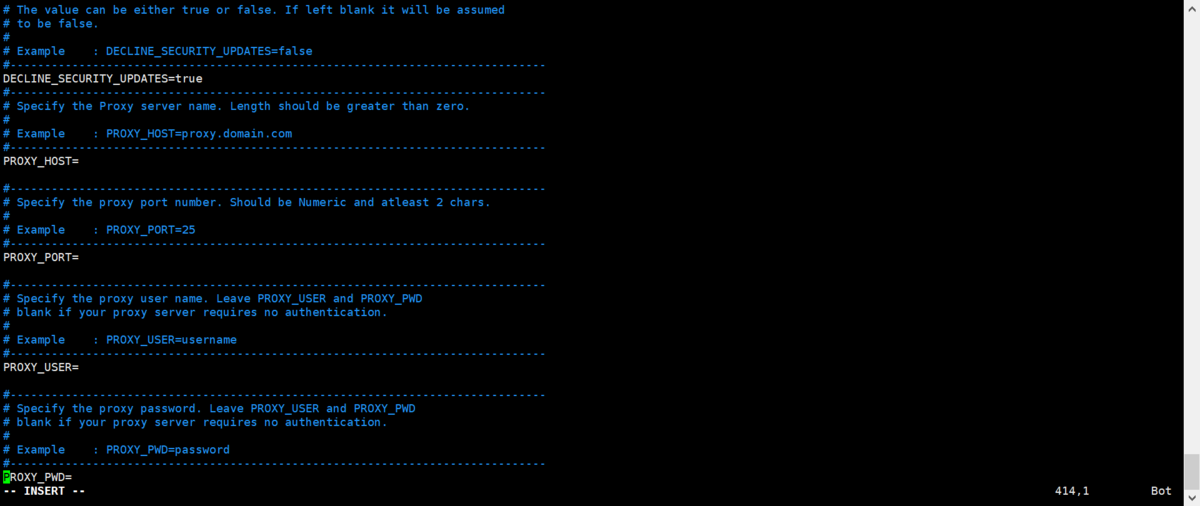 # The value can be either true or false. If left blank it will be assumed
# to be false.
#
# Example    : DECLINE_SECURITY_UPDATES=false
#------------------------------------------------------------------------------
DECLINE_SECURITY_UPDATES=true
#------------------------------------------------------------------------------
# Specify the Proxy server name. Length should be greater than zero.
#
# Example    : PROXY_HOST=proxy.domain.com
#------------------------------------------------------------------------------
PROXY_HOST=
#------------------------------------------------------------------------------
# Specify the proxy port number. Should be Numeric and atleast 2 chars.
#
# Example    : PROXY_PORT=25
#------------------------------------------------------------------------------
PROXY_PORT=
#------------------------------------------------------------------------------
# Specify the proxy user name. Leave PROXY_USER and PROXY_PWD
# blank if your proxy server requires no authentication.
#
# Example    : PROXY_USER=username
#------------------------------------------------------------------------------
PROXY_USER=
#------------------------------------------------------------------------------
# Specify the proxy password. Leave PROXY_USER and PROXY_PWD
# blank if your proxy server requires no authentication.
#
# Example    : PROXY_PWD=password
#------------------------------------------------------------------------------
PROXY_PWD=
-- INSERT --    414,1    Bot